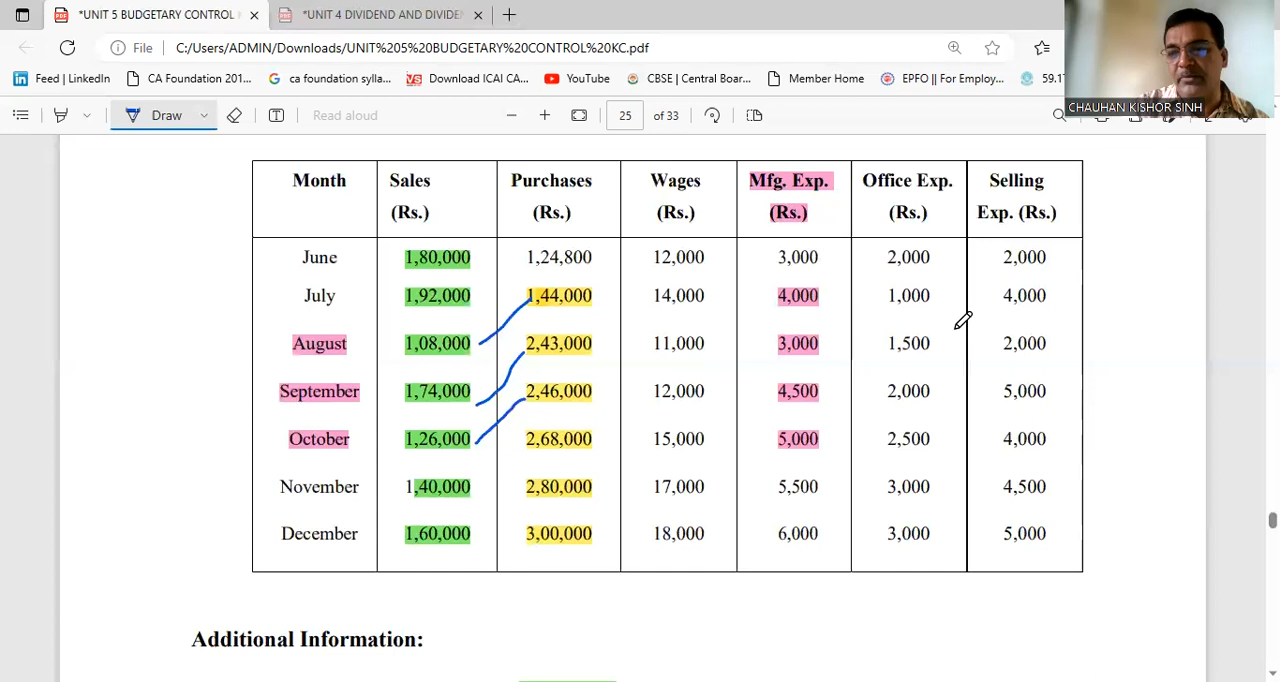 *UNIT 5 BUDGETARY CONTROL
*UNIT 4 DIVIDEND AND DIVIDE
File C:/Users/ADMIN/Downloads/UNIT%205%20BUDGETARY%20CONTROL%20KC.pdf
Feed | LinkedIn CA Foundation 201... ca foundation sylla... Download ICAI CA... YouTube CBSE | Central Boar... Member Home EPFO || For Employ... 59.1
CHAUHAN KISHOR SINH
Draw Read aloud 25 of 33
Month Sales Purchases Wages Mfg. Exp. Office Exp. Selling
(Rs.) (Rs.) (Rs.) (Rs.) (Rs.) Exp. (Rs.)
June 1,80,000 1,24,800 12,000 3,000 2,000 2,000
July 1,92,000 1,44,000 14,000 4,000 1,000 4,000
August 1,08,000 2,43,000 11,000 3,000 1,500 2,000
September 1,74,000 2,46,000 12,000 4,500 2,000 5,000
October 1,26,000 2,68,000 15,000 5,000 2,500 4,000
November 1,40,000 2,80,000 17,000 5,500 3,000 4,500
December 1,60,000 3,00,000 18,000 6,000 3,000 5,000
Additional Information: